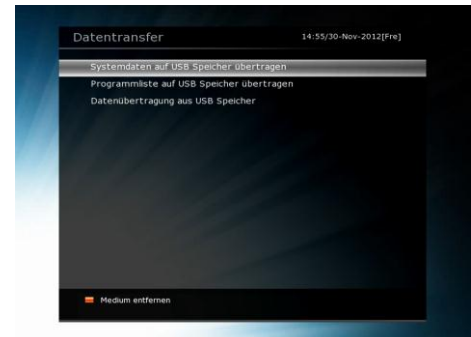 Datentransfer 14:55/30-Nov-2012[Fre]
Systemdaten auf USB Speicher übertragen
Programmliste auf USB Speicher übertragen
Datenübertragung aus USB Speicher
Medium entfernen